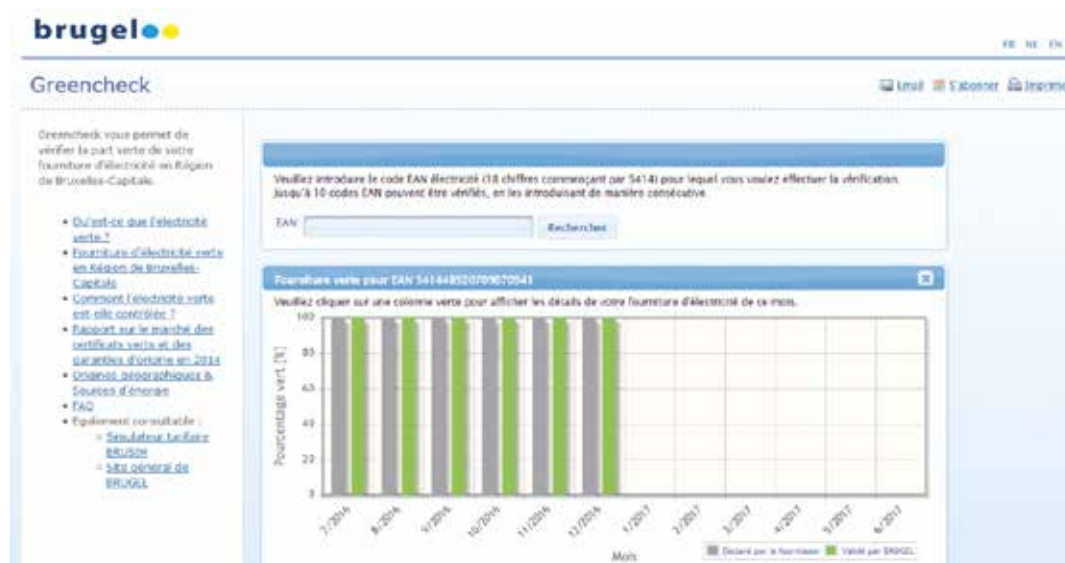 brugel
FR NL EN
Greencheck
Email S'abonner Imprimer
Greencheck vous permet de
vérifier la part verte de votre
fourniture d'électricité en Région
de Bruxelles-Capitale.
• Qu'est-ce que l'électricité
verte ?
• Fourniture d'électricité verte
en Région de Bruxelles-
Capitale
• Comment l'électricité verte
est-elle contrôlée ?
• Rapport sur le marché des
certificats verts et des
garanties d'origine en 2014
• Origines géographiques &
Sources d'énergie
• FAQ
• Egalement consultable :
Simulateur tarifaire
BRUSIM
Site général de
BRUGEL
Veuillez introduire le code EAN électricité (18 chiffres commençant par 5414) pour lequel vous voulez effectuer la vérification.
Jusqu'à 10 codes EAN peuvent être vérifiés, en les introduisant de manière consécutive.
EAN Rechercher
Fourniture verte pour EAN
Veuillez cliquer sur une colonne verte pour afficher les détails de votre fourniture d'électricité de ce mois.
Pourcentage vert [%]
100
80
60
40
20
0
7/2016 8/2016 9/2016 10/2016 11/2016 12/2016 1/2017 2/2017 3/2017 4/2017 5/2017 6/2017
Mois
Déclaré par le fournisseur Validé par BRUGEL